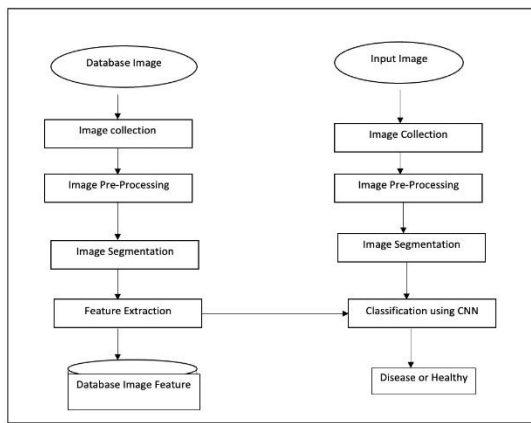 Database Image
Image collection
Image Pre-Processing
Image Segmentation
Feature Extraction
Database Image Feature
Input Image
Image Collection
Image Pre-Processing
Image Segmentation
Classification using CNN
Disease or Healthy